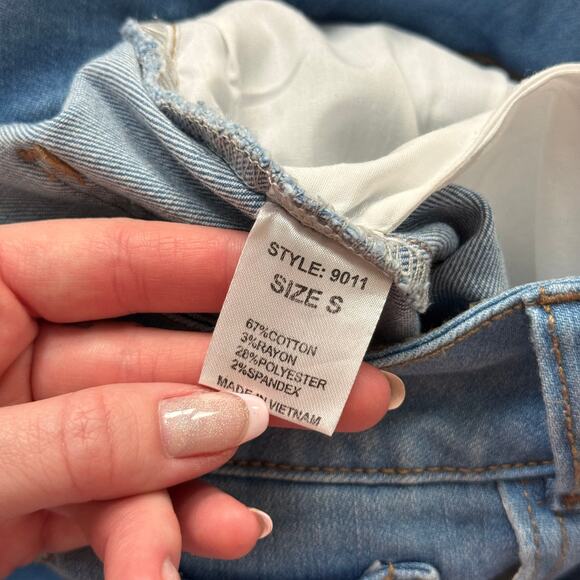 STYLE: 9011
SIZE S
67%COTTON
3%RAYON
28%POLYESTER
2%SPANDEX
MADE IN VIETNAM